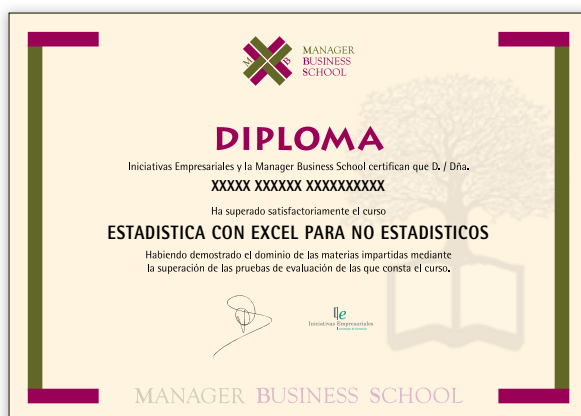 M B
MANAGER
BUSINESS
SCHOOL
DIPLOMA
Iniciativas Empresariales y la Manager Business School certifican que D. / Dña.
XXXXX XXXXXX XXXXXXXXXX
Ha superado satisfactoriamente el curso
ESTADISTICA CON EXCEL PARA NO ESTADISTICOS
Habiendo demostrado el dominio de las materias impartidas mediante
la superación de las pruebas de evaluación de las que consta el curso.
Iniciativas Empresariales
MANAGER BUSINESS SCHOOL